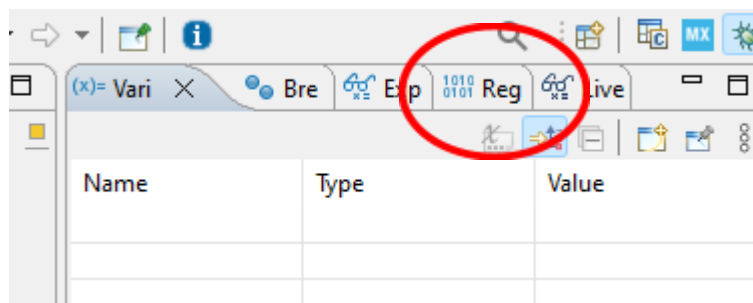 i
C MX
(x)= Vari Bre x= Exp 1010 0101 Reg x= Live
Name Type Value